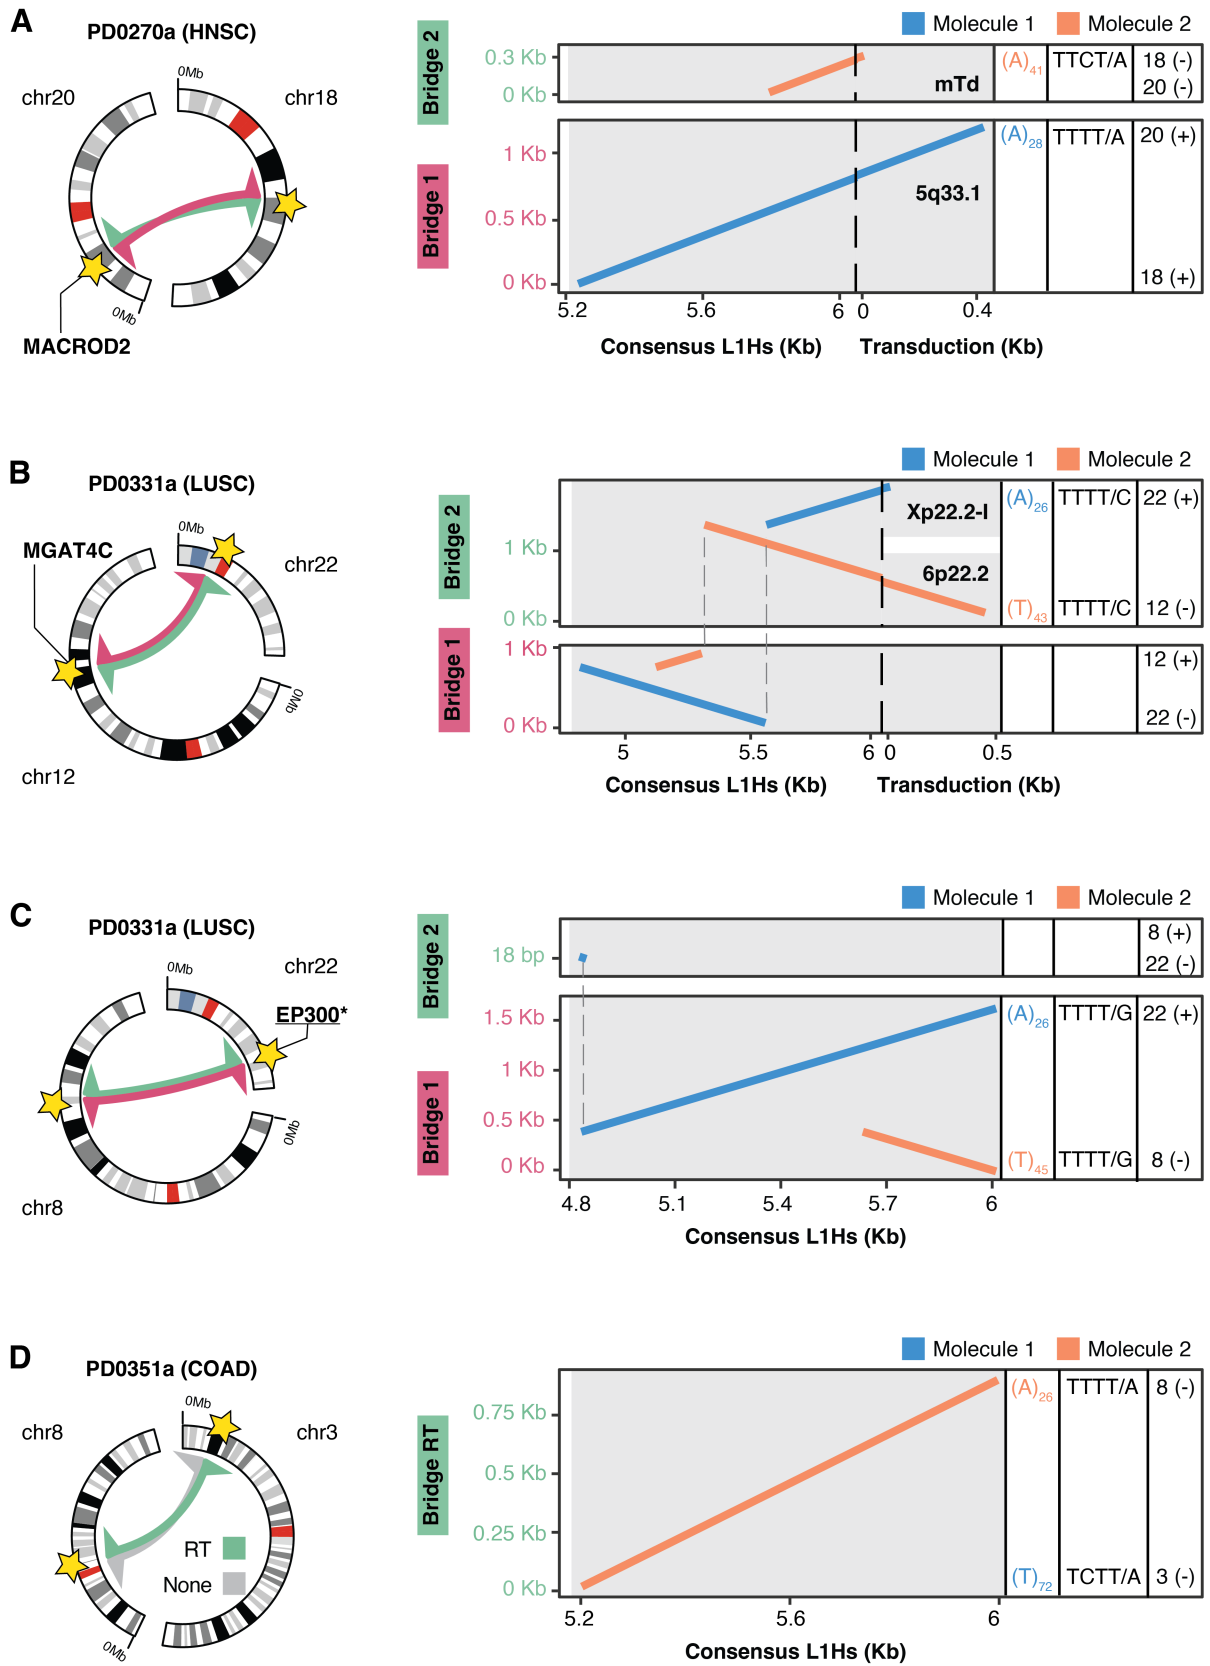 A
PD0270a (HNSC)
0Mb
chr20
chr18
0Mb
MACROD2
Molecule 1
Molecule 2
Bridge 2
0.3 Kb
0 Kb
mTd
(A)41
TTCT/A
18 (-)
20 (-)
Bridge 1
1 Kb
0.5 Kb
0 Kb
5q33.1
(A)28
TTTT/A
20 (+)
18 (+)
5.2
5.6
6
0
0.4
Consensus L1Hs (Kb)
Transduction (Kb)
B
PD0331a (LUSC)
0Mb
MGAT4C
chr22
0Mb
chr12
Molecule 1
Molecule 2
Bridge 2
1 Kb
0 Kb
Xp22.2-I
6p22.2
(A)26
TTTT/C
22 (+)
(T)43
TTTT/C
12 (-)
Bridge 1
1 Kb
0 Kb
12 (+)
22 (-)
5
5.5
6
0
0.5
Consensus L1Hs (Kb)
Transduction (Kb)
C
PD0331a (LUSC)
0Mb
chr22
EP300*
0Mb
chr8
Molecule 1
Molecule 2
Bridge 2
18 bp
8 (+)
22 (-)
Bridge 1
1.5 Kb
1 Kb
0.5 Kb
0 Kb
(A)26
TTTT/G
22 (+)
(T)45
TTTT/G
8 (-)
4.8
5.1
5.4
5.7
6
Consensus L1Hs (Kb)
D
PD0351a (COAD)
0Mb
chr8
chr3
RT
None
0Mb
Molecule 1
Molecule 2
Bridge RT
0.75 Kb
0.5 Kb
0.25 Kb
0 Kb
(A)26
TTTT/A
8 (-)
(T)72
TCTT/A
3 (-)
5.2
5.6
6
Consensus L1Hs (Kb)